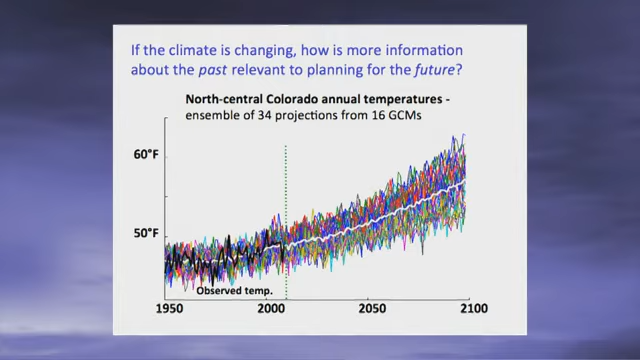 If the climate is changing, how is more information
about the past relevant to planning for the future?
North-central Colorado annual temperatures -
ensemble of 34 projections from 16 GCMs
60°F
50°F
Observed temp.
1950 2000 2050 2100